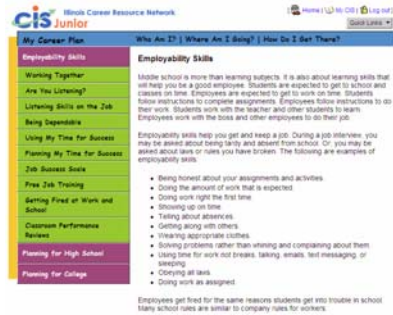 cis Junior
Illinois Career Resource Network
Home | My CIS | Log out
Quick Links
My Career Plan
Who Am I? | Where Am I Going? | How Do I Get There?
Employability Skills
Working Together
Are You Listening?
Listening Skills on the Job
Being Dependable
Using My Time for Success
Planning My Time for Success
Job Success Scale
Free Job Training
Getting Fired at Work and
School
Classroom Performance
Reviews
Planning for High School
Planning for College
Employability Skills
Middle school is more than learning subjects. It is also about learning skills that
will help you be a good employee. Students are expected to get to school and
classes on time. Employees are expected to get to work on time. Students
follow instructions to complete assignments. Employees follow instructions to do
their work. Students work with the teacher and other students to learn.
Employees work with the boss and other employees to do their job.
Employability skills help you get and keep a job. During a job interview, you
may be asked about being tardy and absent from school. Or, you may be
asked about laws or rules you have broken. The following are examples of
employability skills.
• Being honest about your assignments and activities.
• Doing the amount of work that is expected.
• Doing work right the first time.
• Showing up on time.
• Telling about absences.
• Getting along with others.
• Wearing appropriate clothes.
• Solving problems rather than whining and complaining about them.
• Using time for work not breaks, talking, emails, text messaging, or
sleeping.
• Obeying all laws.
• Doing work as assigned.
Employees get fired for the same reasons students get into trouble in school.
Many school rules are similar to company rules for workers.